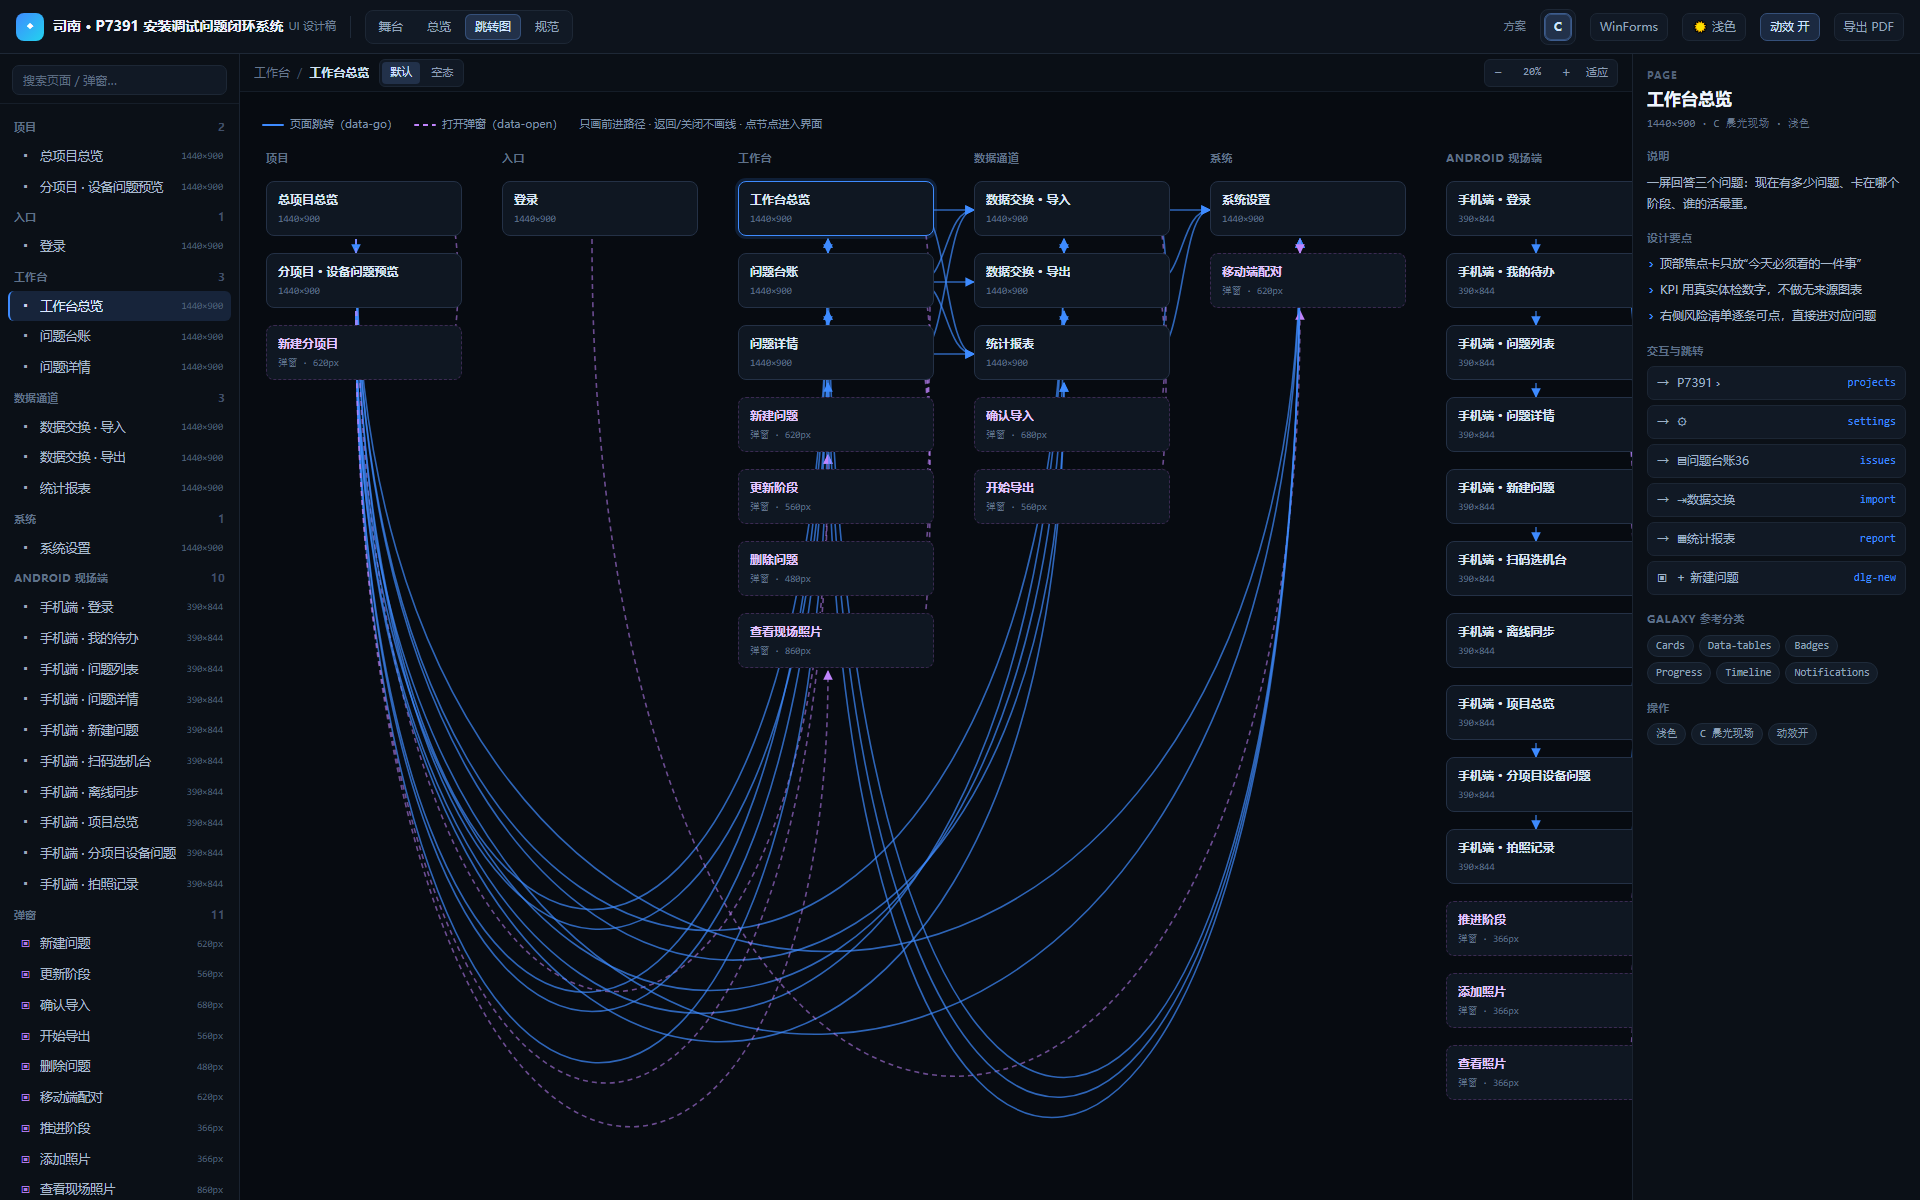 司南 • P7391 安装调试问题闭环系统 UI 设计稿
舞台 总览 跳转图 规范
方案 C WinForms 浅色 动效 开 导出 PDF
搜索页面 / 弹窗...
项目 2
总项目总览 1440×900
分项目 · 设备问题预览 1440×900
入口 1
登录 1440×900
工作台 3
工作台总览 1440×900
问题台账 1440×900
问题详情 1440×900
数据逼道 3
数据交换 · 导入 1440×900
数据交换 · 导出 1440×900
统计报表 1440×900
系统 1
系统设置 1440×900
ANDROID 现场端 10
手机端 · 登录 390×844
手机端 · 我的待办 390×844
手机端 · 问题列表 390×844
手机端 · 问题详情 390×844
手机端 · 新建问题 390×844
手机端 · 扫码选机台 390×844
手机端 · 离线同步 390×844
手机端 · 项目总览 390×844
手机端 · 分项目设备问题 390×844
手机端 · 拍照记录 390×844
弹窗 11
新建问题 620px
更新阶段 560px
确认导入 680px
开始导出 560px
删除问题 480px
移动端配对 620px
推进阶段 366px
添加照片 366px
查看现场照片 860px
工作台 / 工作台总览 默认 空态
− 20% + 适应
页面跳转（data-go） 打开弹窗（data-open） 只画前进路径 · 返回/关闭不画线 · 点节点进入界面
项目 入口 工作台 数据逼道 系统 ANDROID 现场端
总项目总览
1440×900
分项目 • 设备问题预览
1440×900
新建分项目
弹窗 · 620px
登录
1440×900
工作台总览
1440×900
问题台账
1440×900
问题详情
1440×900
新建问题
弹窗 · 620px
更新阶段
弹窗 · 560px
删除问题
弹窗 · 480px
查看现场照片
弹窗 · 860px
数据交换 • 导入
1440×900
数据交换 • 导出
1440×900
统计报表
1440×900
确认导入
弹窗 · 680px
开始导出
弹窗 · 560px
系统设置
1440×900
移动端配对
弹窗 · 620px
手机端 • 登录
390×844
手机端 • 我的待办
390×844
手机端 • 问题列表
390×844
手机端 • 问题详情
390×844
手机端 • 新建问题
390×844
手机端 • 扫码选机台
390×844
手机端 • 离线同步
390×844
手机端 • 项目总览
390×844
手机端 • 分项目设备问题
390×844
手机端 • 拍照记录
390×844
推进阶段
弹窗 · 366px
添加照片
弹窗 · 366px
查看照片
弹窗 · 366px
PAGE
工作台总览
1440×900 · C 晨光现场 · 浅色
说明
一屏回答三个问题：现在有多少问题、卡在哪个
阶段、谁的活最重。
设计要点
› 顶部焦点卡只放“今天必须看的一件事”
› KPI 用真实体检数字，不做无来源图表
› 右侧风险清单逐条可点，直接进对应问题
交互与跳转
→ P7391 › projects
→ ⚙ settings
→ ▤问题台账36 issues
→ ⇥数据交换 import
→ ▦统计报表 report
▣ + 新建问题 dlg-new
GALAXY 参考分类
Cards Data-tables Badges
Progress Timeline Notifications
操作
浅色 C 晨光现场 动效开